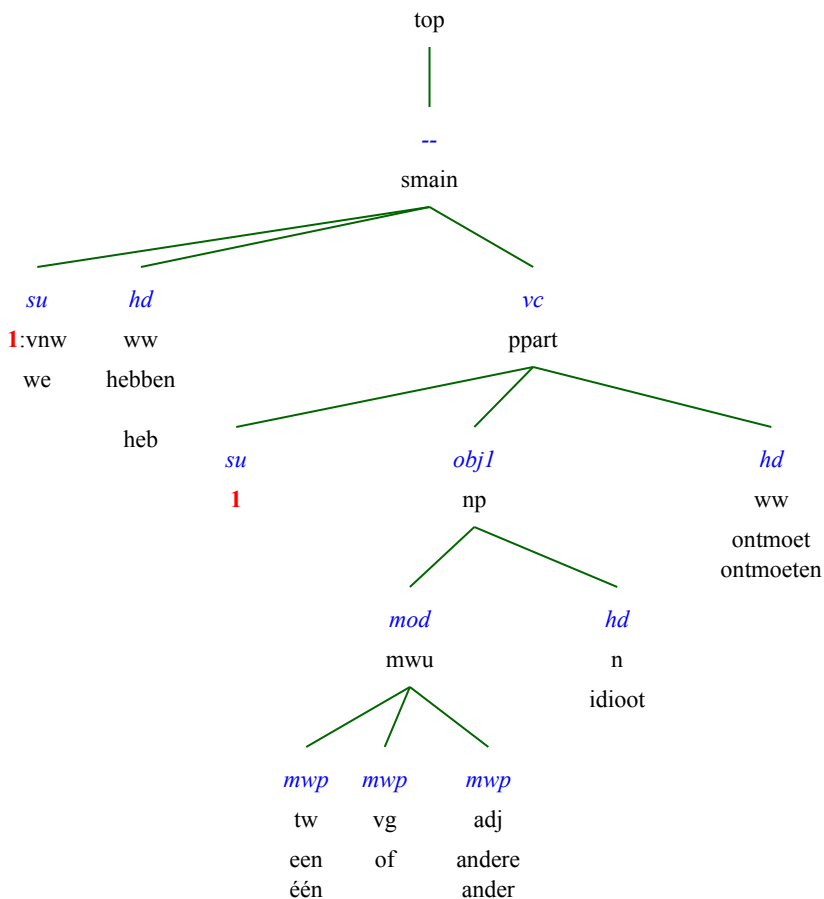 top
--
smain
su hd vc
1:vnw ww ppart
we hebben
heb
su obj1 hd
1 np ww
ontmoet
ontmoeten
mod hd
mwu n
idioot
mwp mwp mwp
tw vg adj
een of andere
één ander